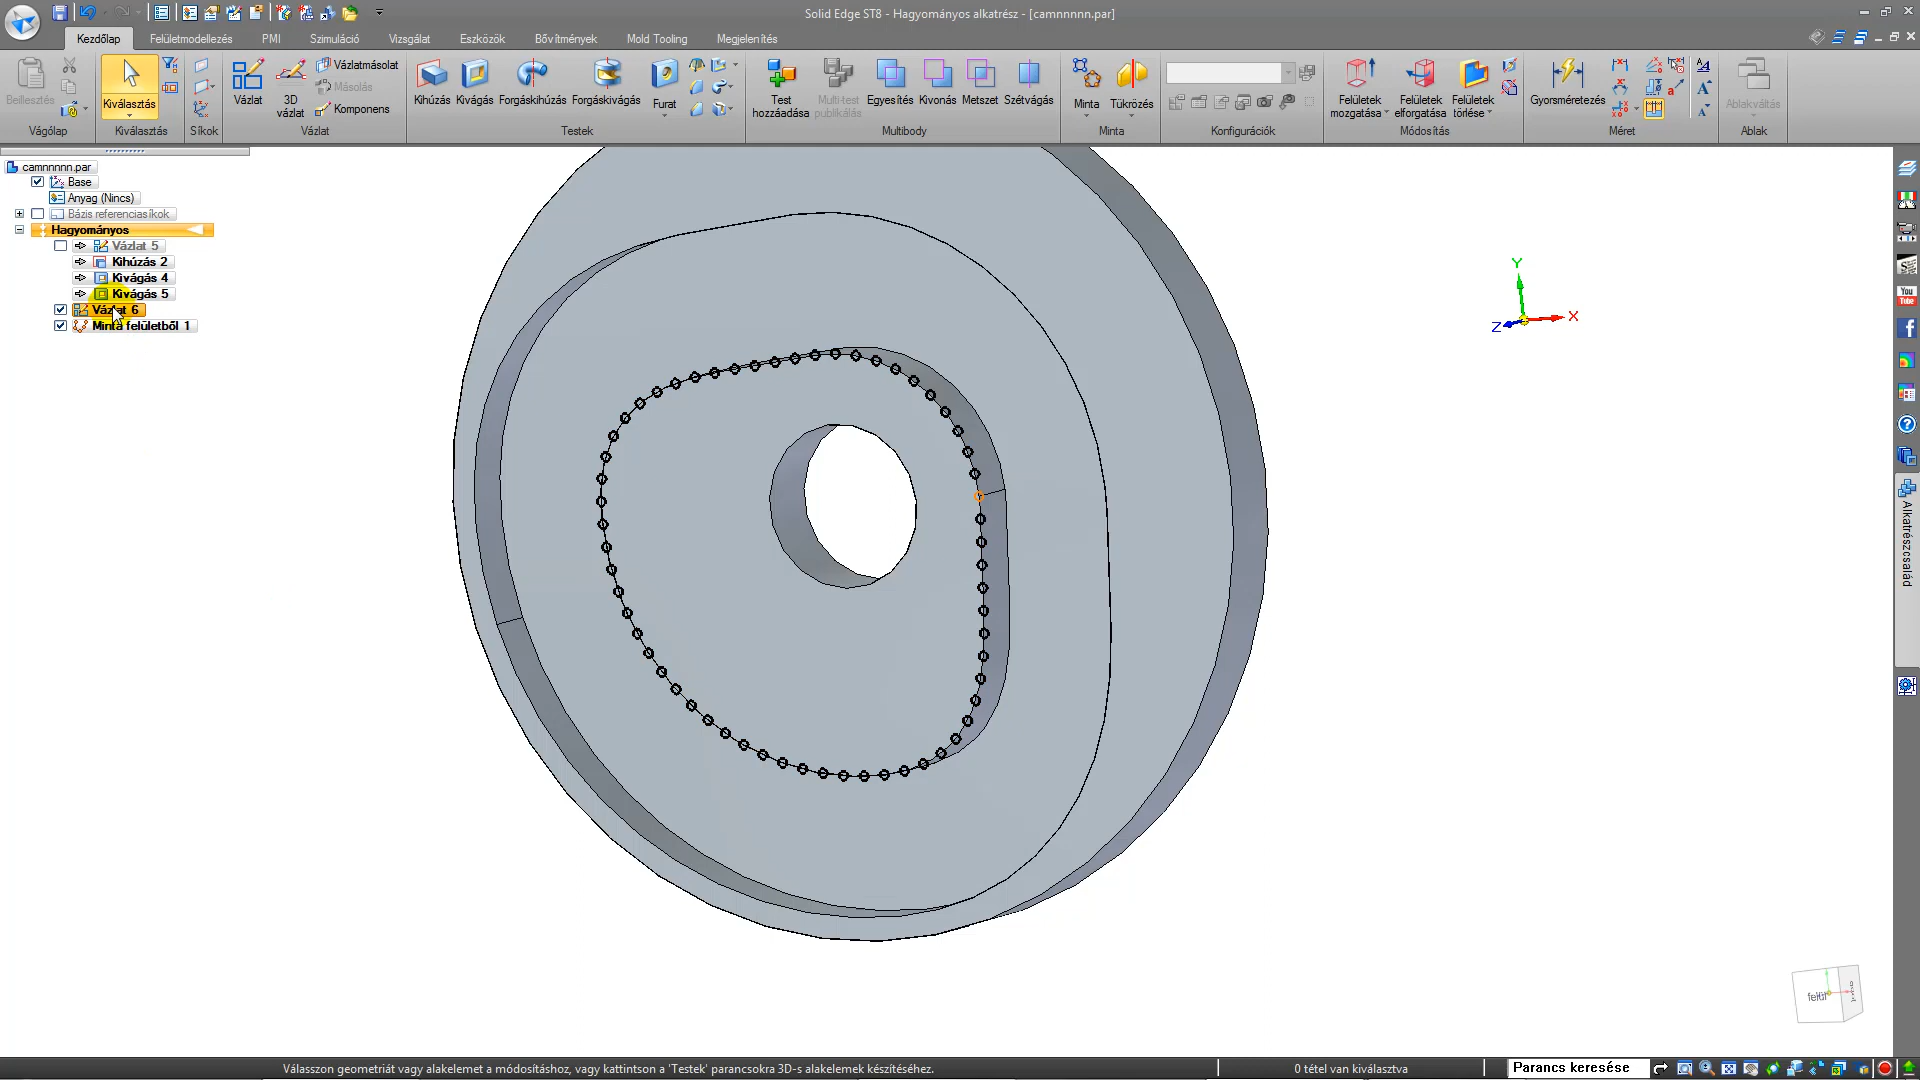 Solid Edge ST8 - Hagyományos alkatrész - [camnnnnn.par]
Kezdőlap Felületmodellezés PMI Szimuláció Vizsgálat Eszközök Bővítmények Mold Tooling Megjelenítés
Beillesztés
Vágólap
Kiválasztás
Kiválasztás
Síkok
Vázlat
3D vázlat
Vázlatmásolat
Másolás
Komponens
Vázlat
Kihúzás
Kivágás
Forgáskihúzás
Forgáskivágás
Furat
Testek
Test hozzáadása
Multi-test publikálás
Egyesítés
Kivonás
Metszet
Szétvágás
Multibody
Minta
Tükrözés
Minta
Konfigurációk
Felületek mozgatása
Felületek elforgatása
Felületek törlése
Módosítás
Gyorsméretezés
Méret
Ablakváltás
Ablak
camnnnnn.par
Base
Anyag (Nincs)
Bázis referenciasíkok
Hagyományos
Vázlat 5
Kihúzás 2
Kivágás 4
Kivágás 5
Vázlat 6
Minta felületből 1
Y
X
Z
felül
You
Alkatrészcsalád
Válasszon geometriát vagy alakelemet a módosításhoz, vagy kattintson a 'Testek' parancsokra 3D-s alakelemek készítéséhez.
0 tétel van kiválasztva
Parancs keresése